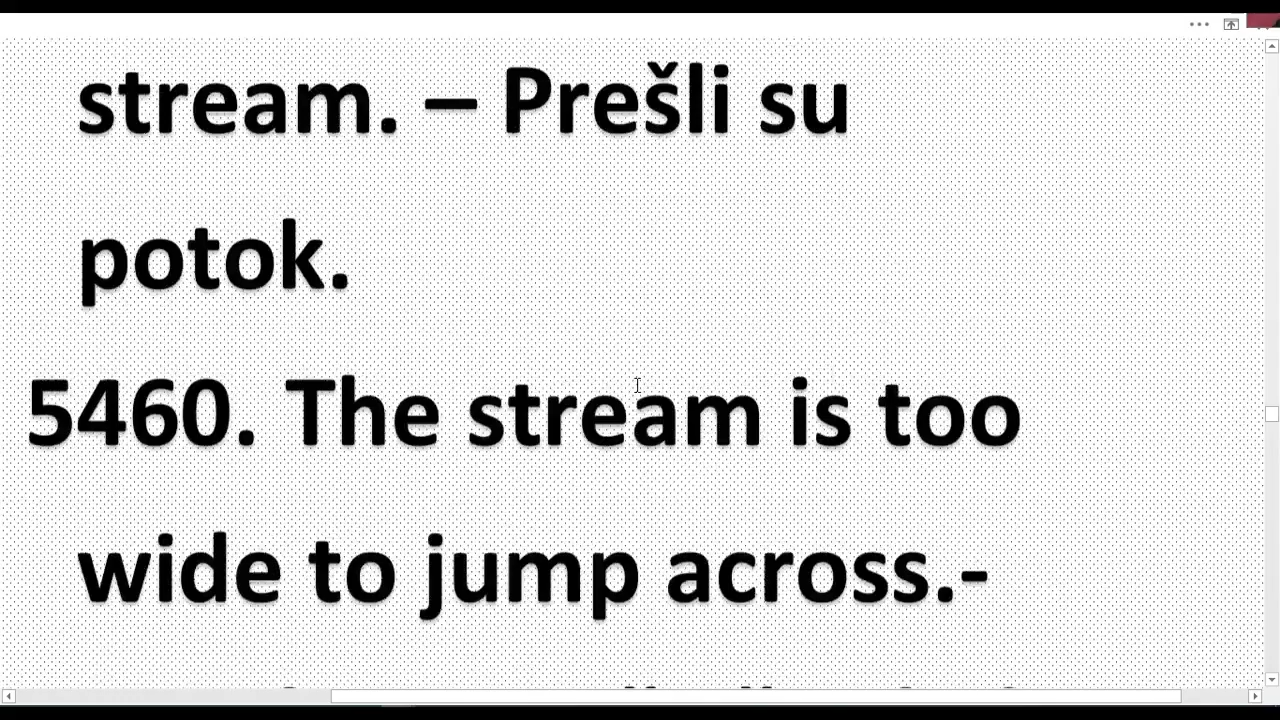 stream. – Prešli su
potok.
5460. The stream is too
wide to jump across.-